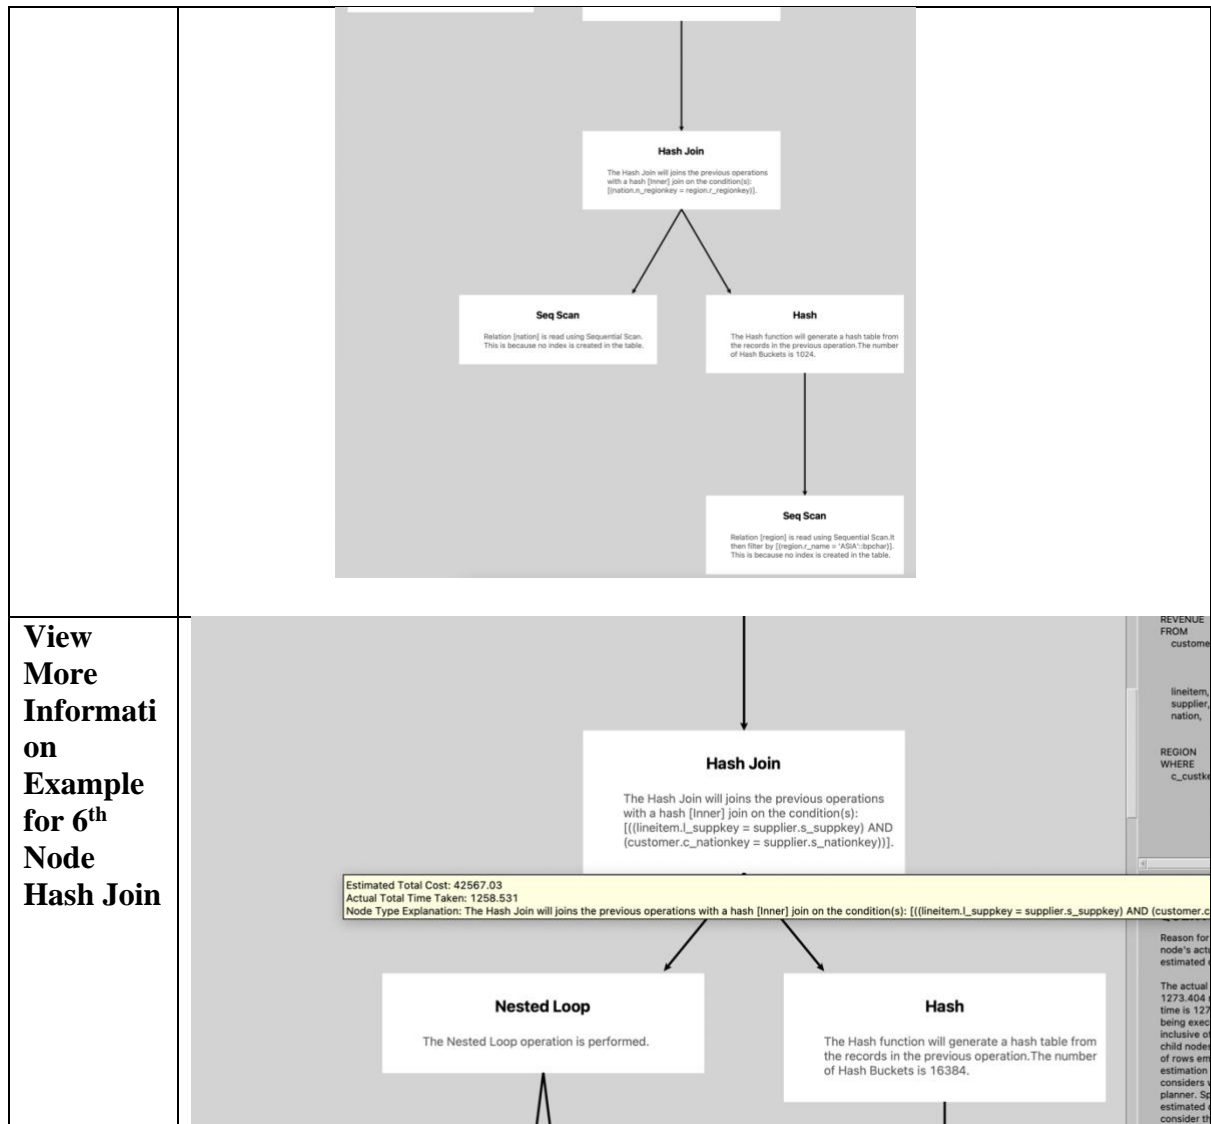 Hash Join
The Hash Join will joins the previous operations
with a hash [Inner] join on the condition(s):
[(nation.n_regionkey = region.r_regionkey)].
Seq Scan
Relation [nation] is read using Sequential Scan.
This is because no index is created in the table.
Hash
The Hash function will generate a hash table from
the records in the previous operation.The number
of Hash Buckets is 1024.
Seq Scan
Relation [region] is read using Sequential Scan.It
then filter by [(region.r_name = 'ASIA'::bpchar)].
This is because no index is created in the table.
View
More
Informati
on
Example
for 6th
Node
Hash Join
Hash Join
The Hash Join will joins the previous operations
with a hash [Inner] join on the condition(s):
[((lineitem.l_suppkey = supplier.s_suppkey) AND
(customer.c_nationkey = supplier.s_nationkey))].
Estimated Total Cost: 42567.03
Actual Total Time Taken: 1258.531
Node Type Explanation: The Hash Join will joins the previous operations with a hash [Inner] join on the condition(s): [((lineitem.l_suppkey = supplier.s_suppkey) AND (customer.c
Nested Loop
The Nested Loop operation is performed.
Hash
The Hash function will generate a hash table from
the records in the previous operation.The number
of Hash Buckets is 16384.
REVENUE
FROM
custome
lineitem,
supplier,
nation,
REGION
WHERE
c_custke
Reason for
node's actu
estimated
The actual
1273.404
time is 127
being exec
inclusive of
child nodes
of rows em
estimation
considers
planner. Sp
estimated
consider th